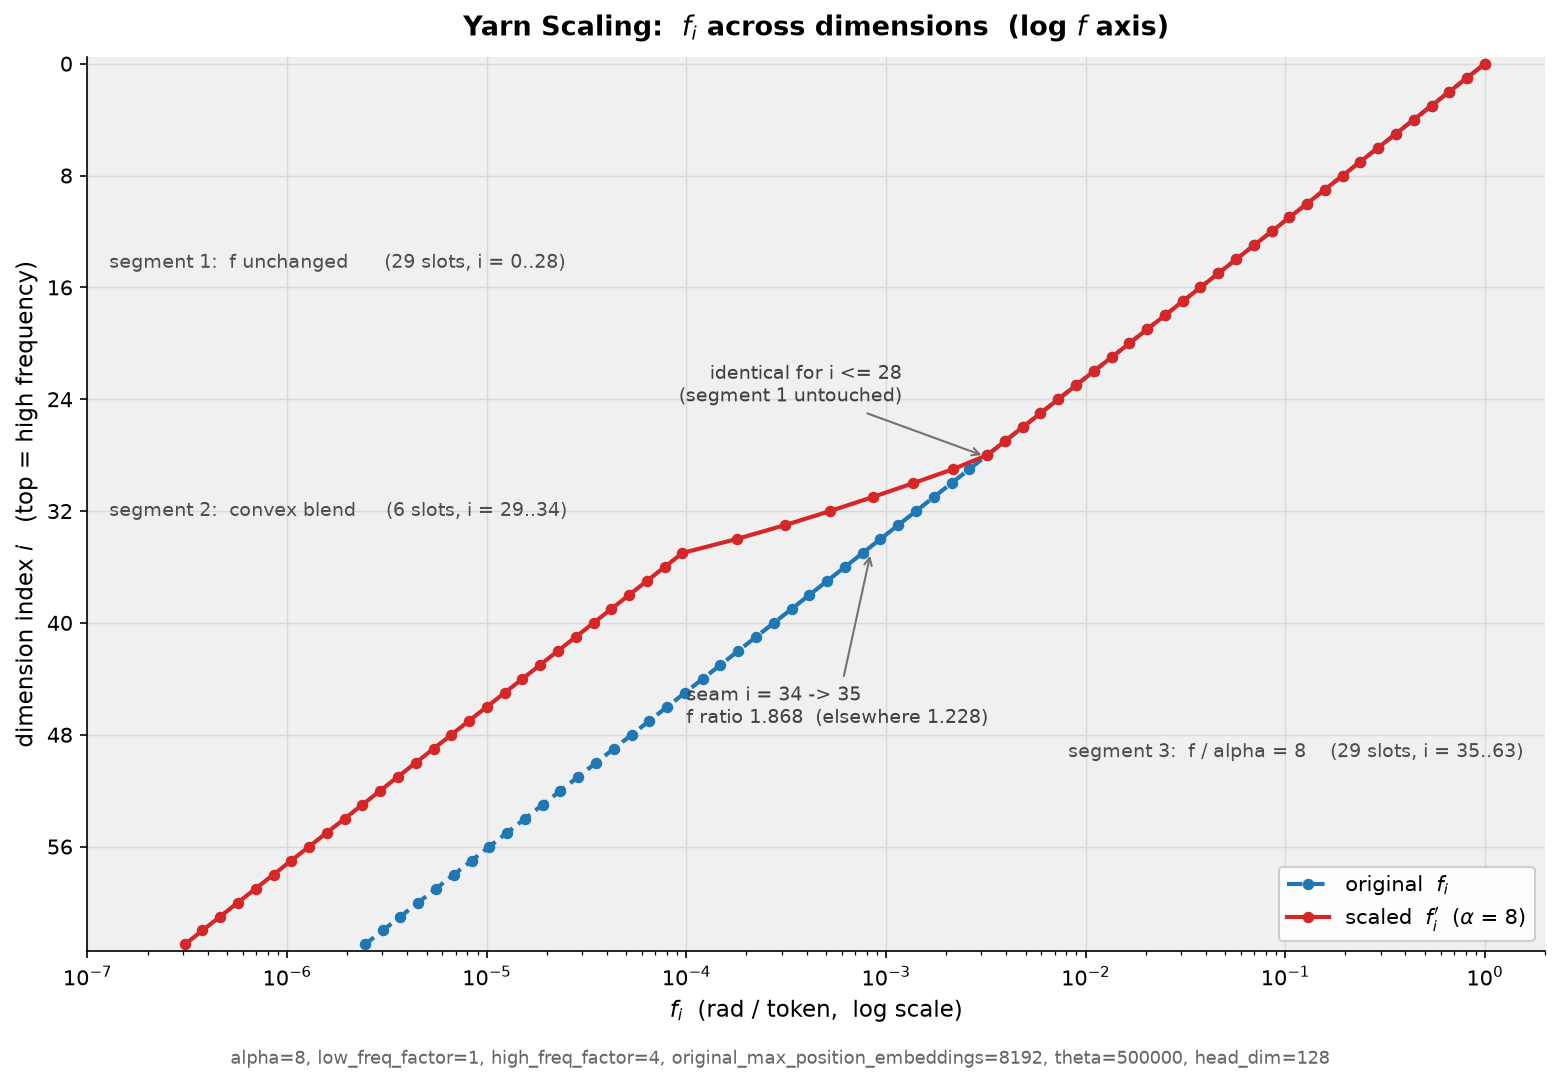 Yarn Scaling:  f_i across dimensions  (log f axis)
dimension index i  (top = high frequency)
0
8
16
24
32
40
48
56
segment 1:  f unchanged      (29 slots, i = 0..28)
identical for i <= 28
(segment 1 untouched)
segment 2:  convex blend     (6 slots, i = 29..34)
seam i = 34 -> 35
f ratio 1.868  (elsewhere 1.228)
segment 3:  f / alpha = 8    (29 slots, i = 35..63)
original  f_i
scaled  f_i′  (α = 8)
10⁻⁷ 10⁻⁶ 10⁻⁵ 10⁻⁴ 10⁻³ 10⁻² 10⁻¹ 10⁰
f_i  (rad / token,  log scale)
alpha=8, low_freq_factor=1, high_freq_factor=4, original_max_position_embeddings=8192, theta=500000, head_dim=128